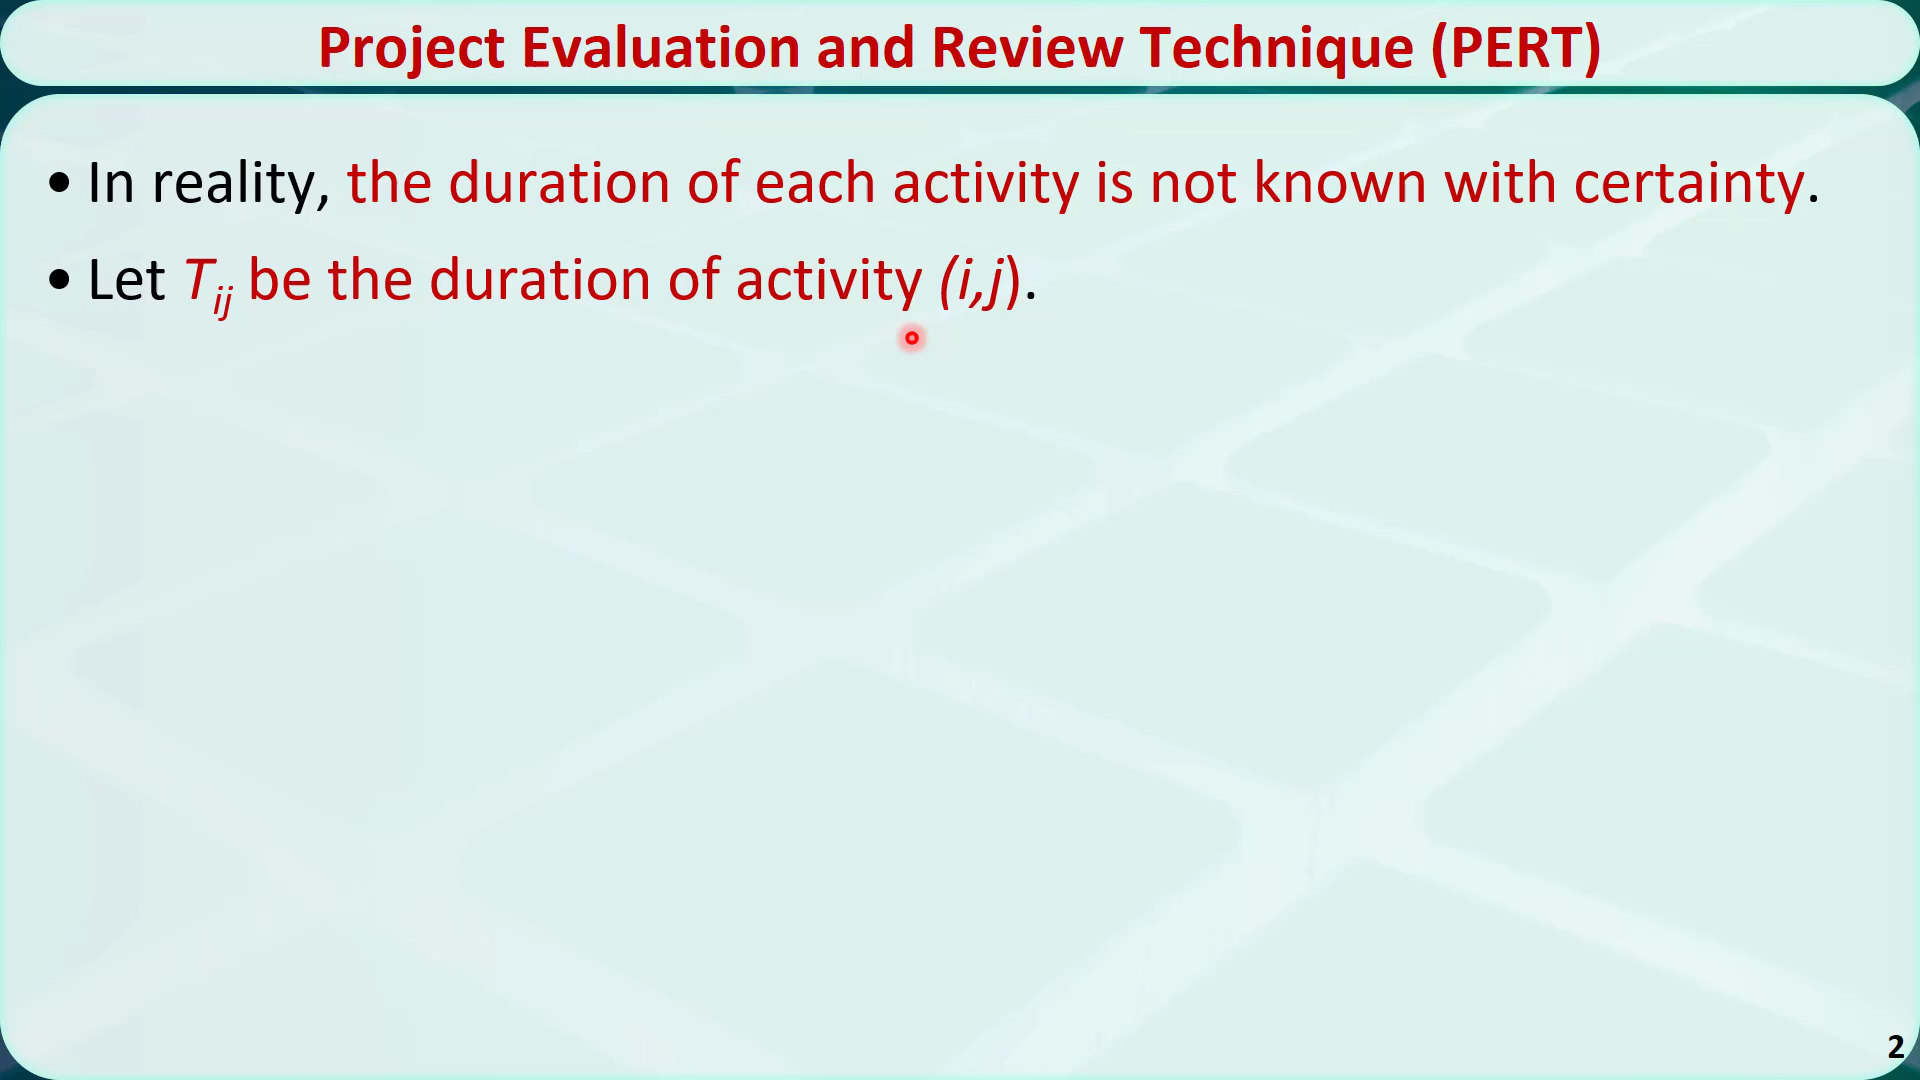 Project Evaluation and Review Technique (PERT)
• In reality, the duration of each activity is not known with certainty.
• Let Tij be the duration of activity (i,j).
2